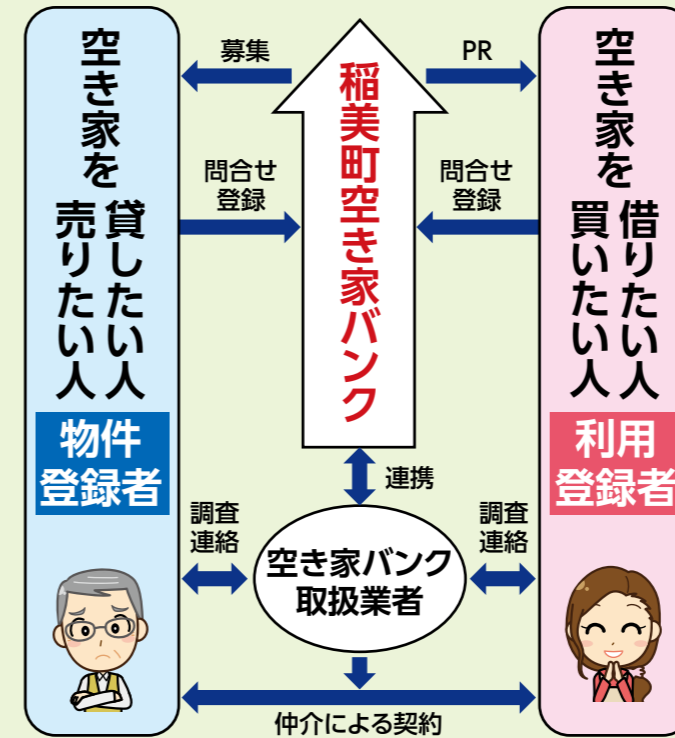 空き家を
貸したい人
売りたい人
物件
登録者
募集
問合せ
登録
稲美町空き家バンク
PR
問合せ
登録
空き家を
借りたい人
買いたい人
利用
登録者
連携
調査
連絡
空き家バンク
取扱業者
調査
連絡
仲介による契約